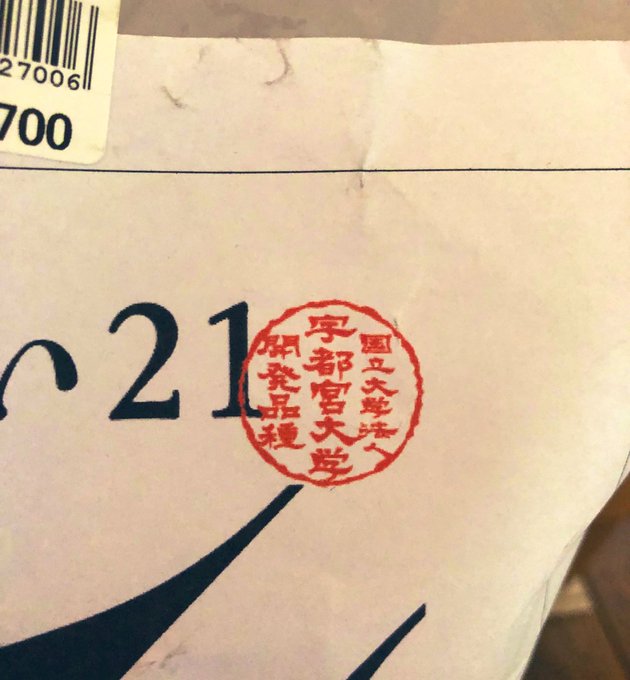 27006
700
い21
国立大学法人
宇都宮大学
開発品種